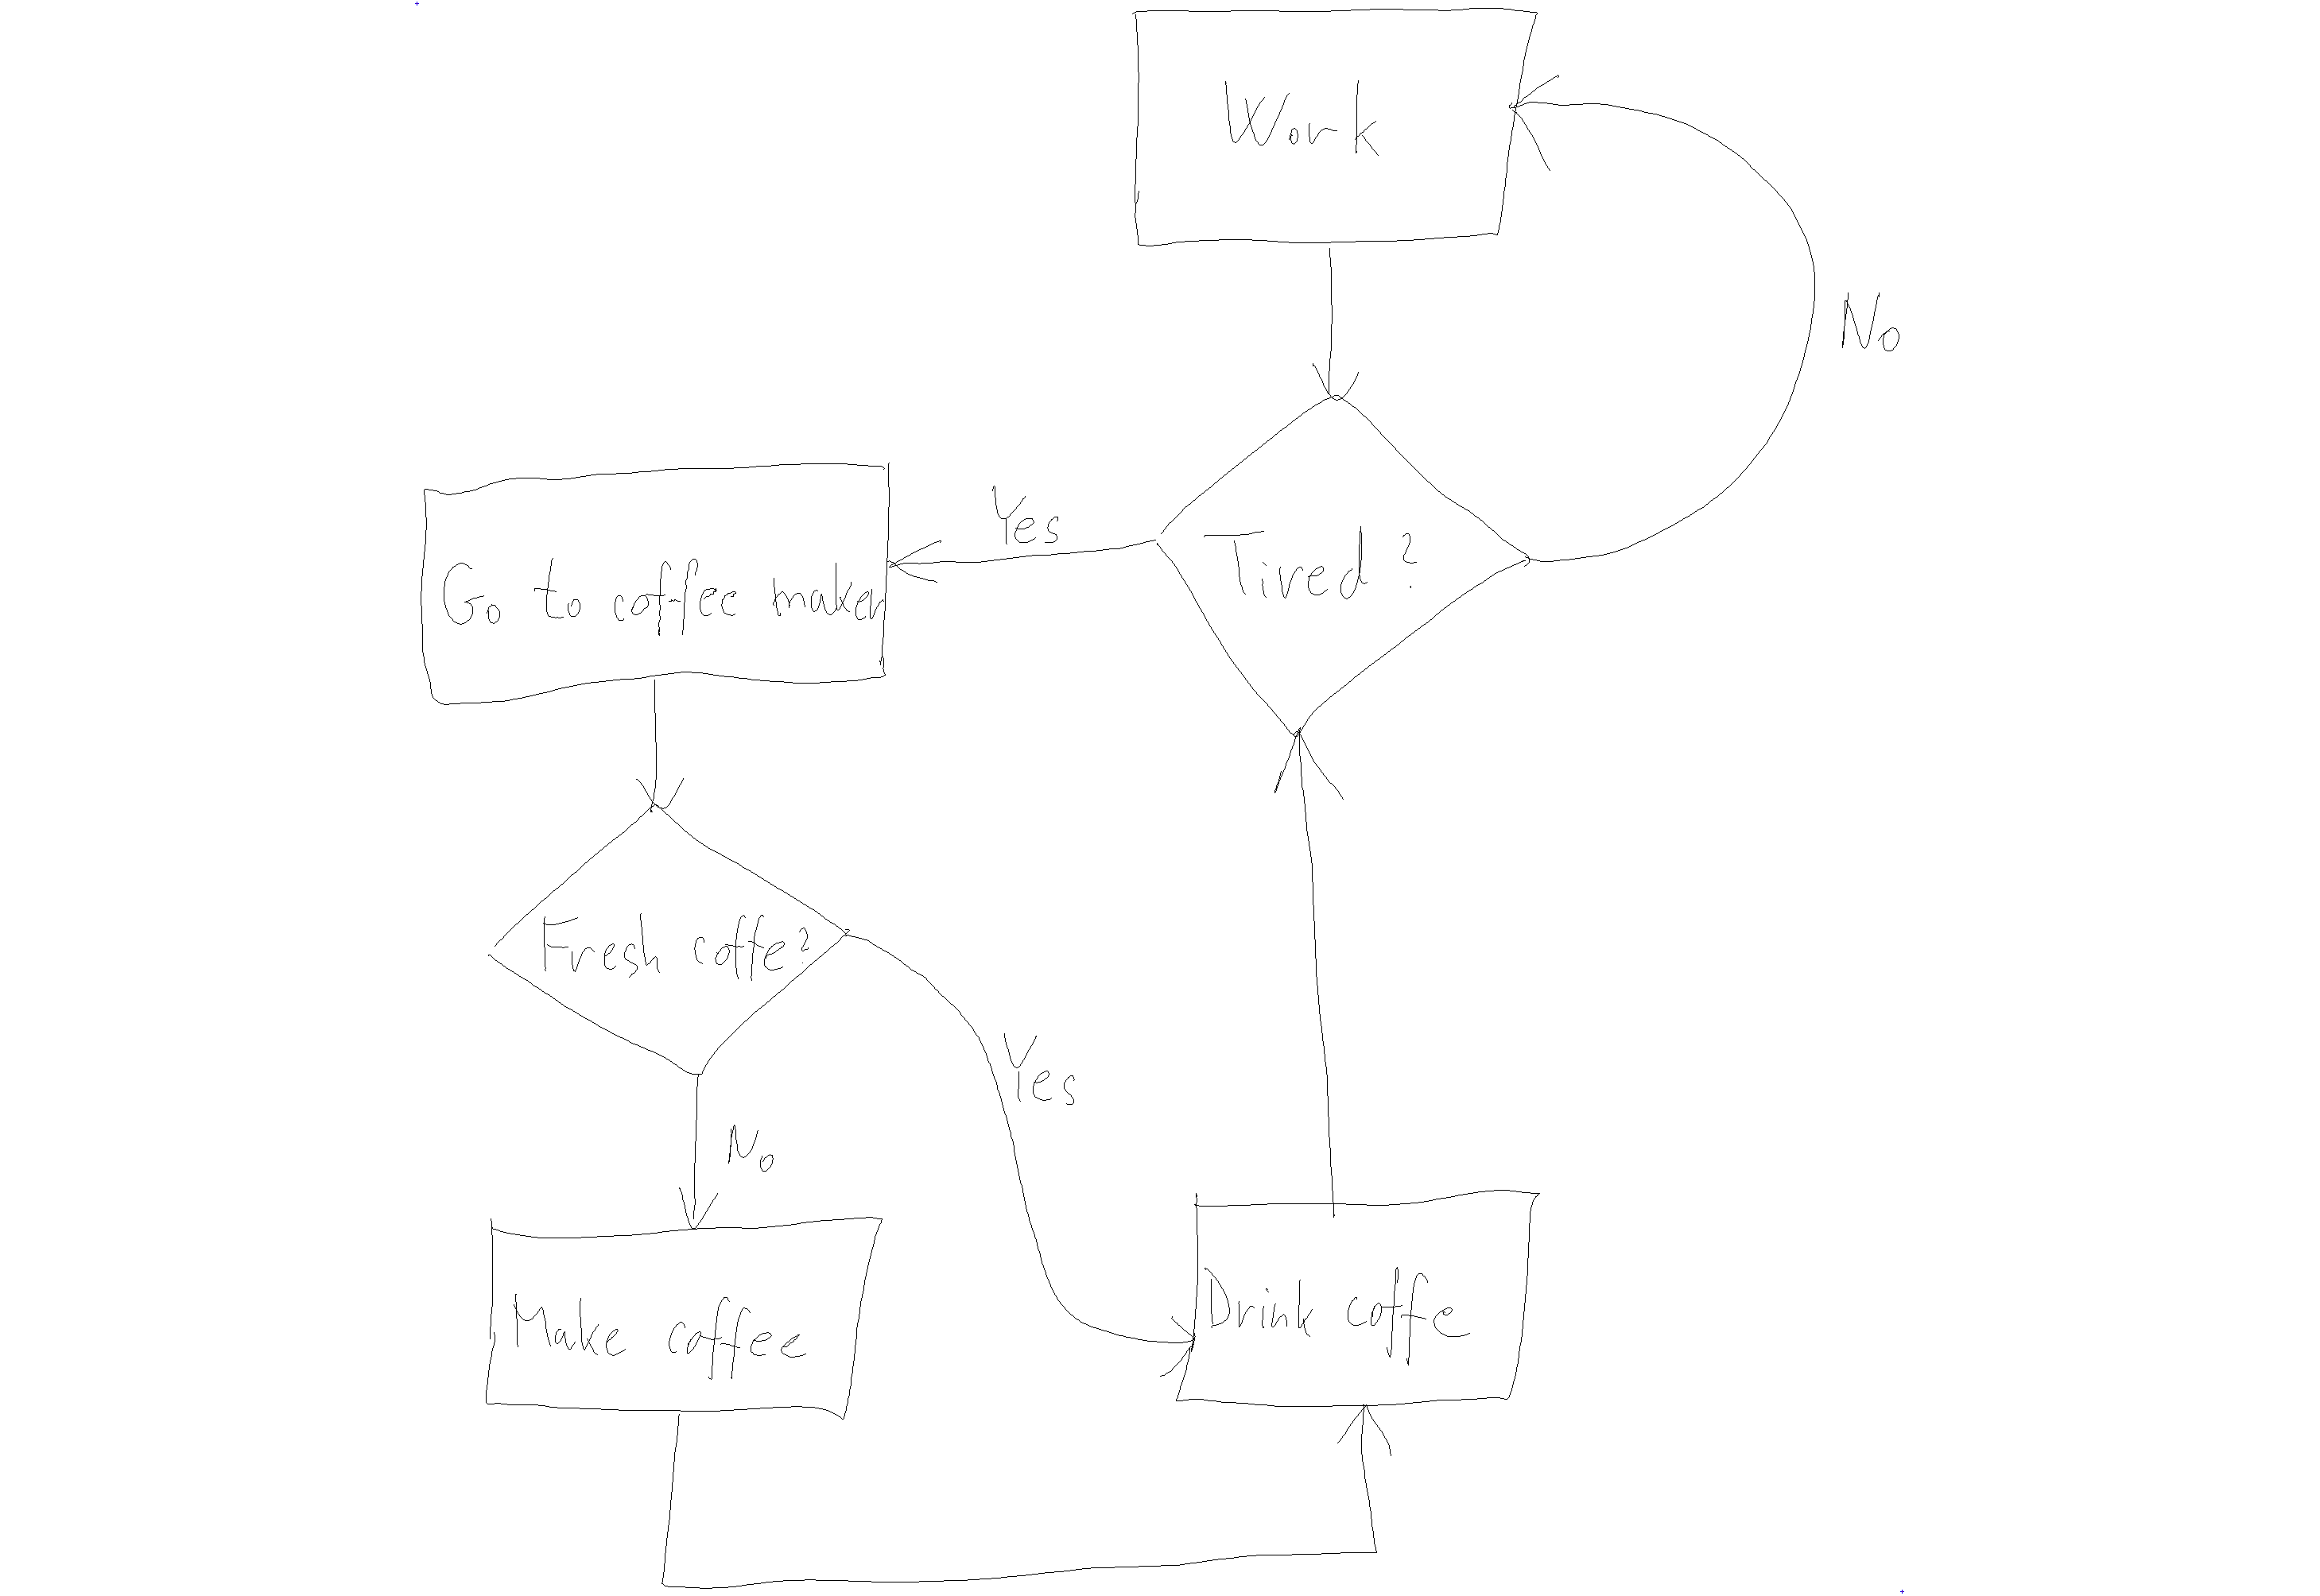 Work
No
Yes
Tired?
Go to coffee maker
Fresh coffe?
Yes
No
Make coffee
Drink coffe